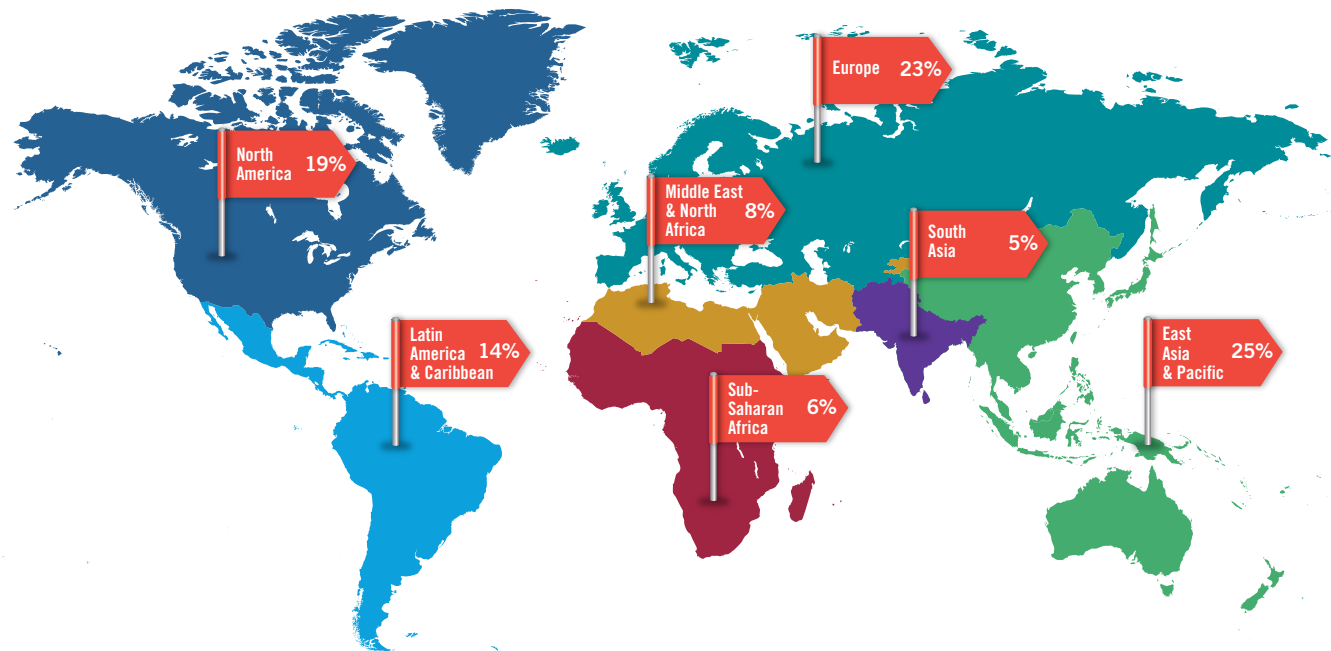 Europe 23%
North
America 19%
Middle East
& North
Africa 8%
South
Asia 5%
Latin
America 14%
& Caribbean
East
Asia 25%
& Pacific
Sub-
Saharan 6%
Africa